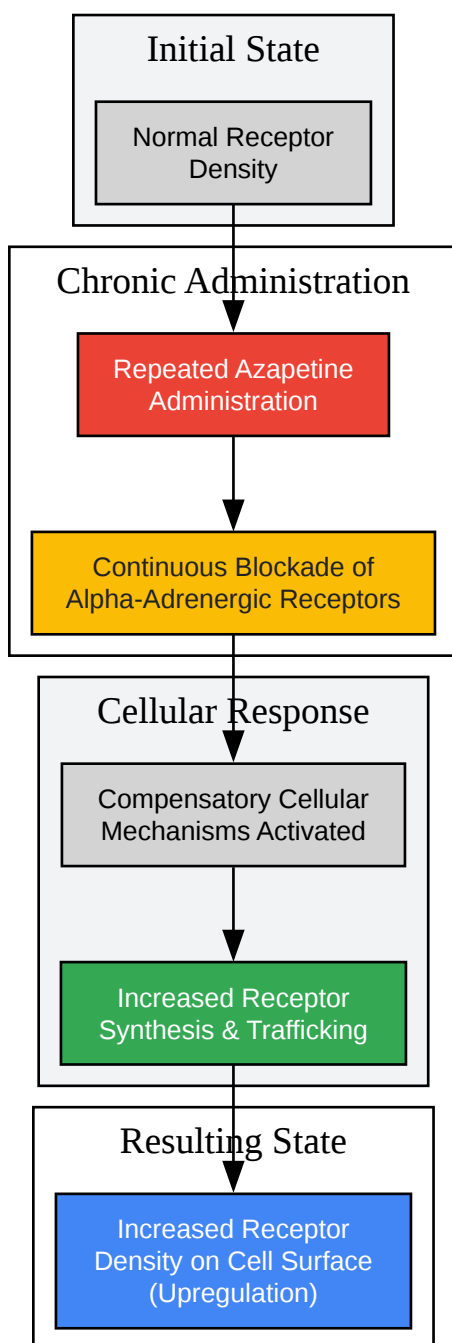 Initial State
Normal Receptor
Density
Chronic Administration
Repeated Azapetine
Administration
Continuous Blockade of
Alpha-Adrenergic Receptors
Cellular Response
Compensatory Cellular
Mechanisms Activated
Increased Receptor
Synthesis & Trafficking
Resulting State
Increased Receptor
Density on Cell Surface
(Upregulation)